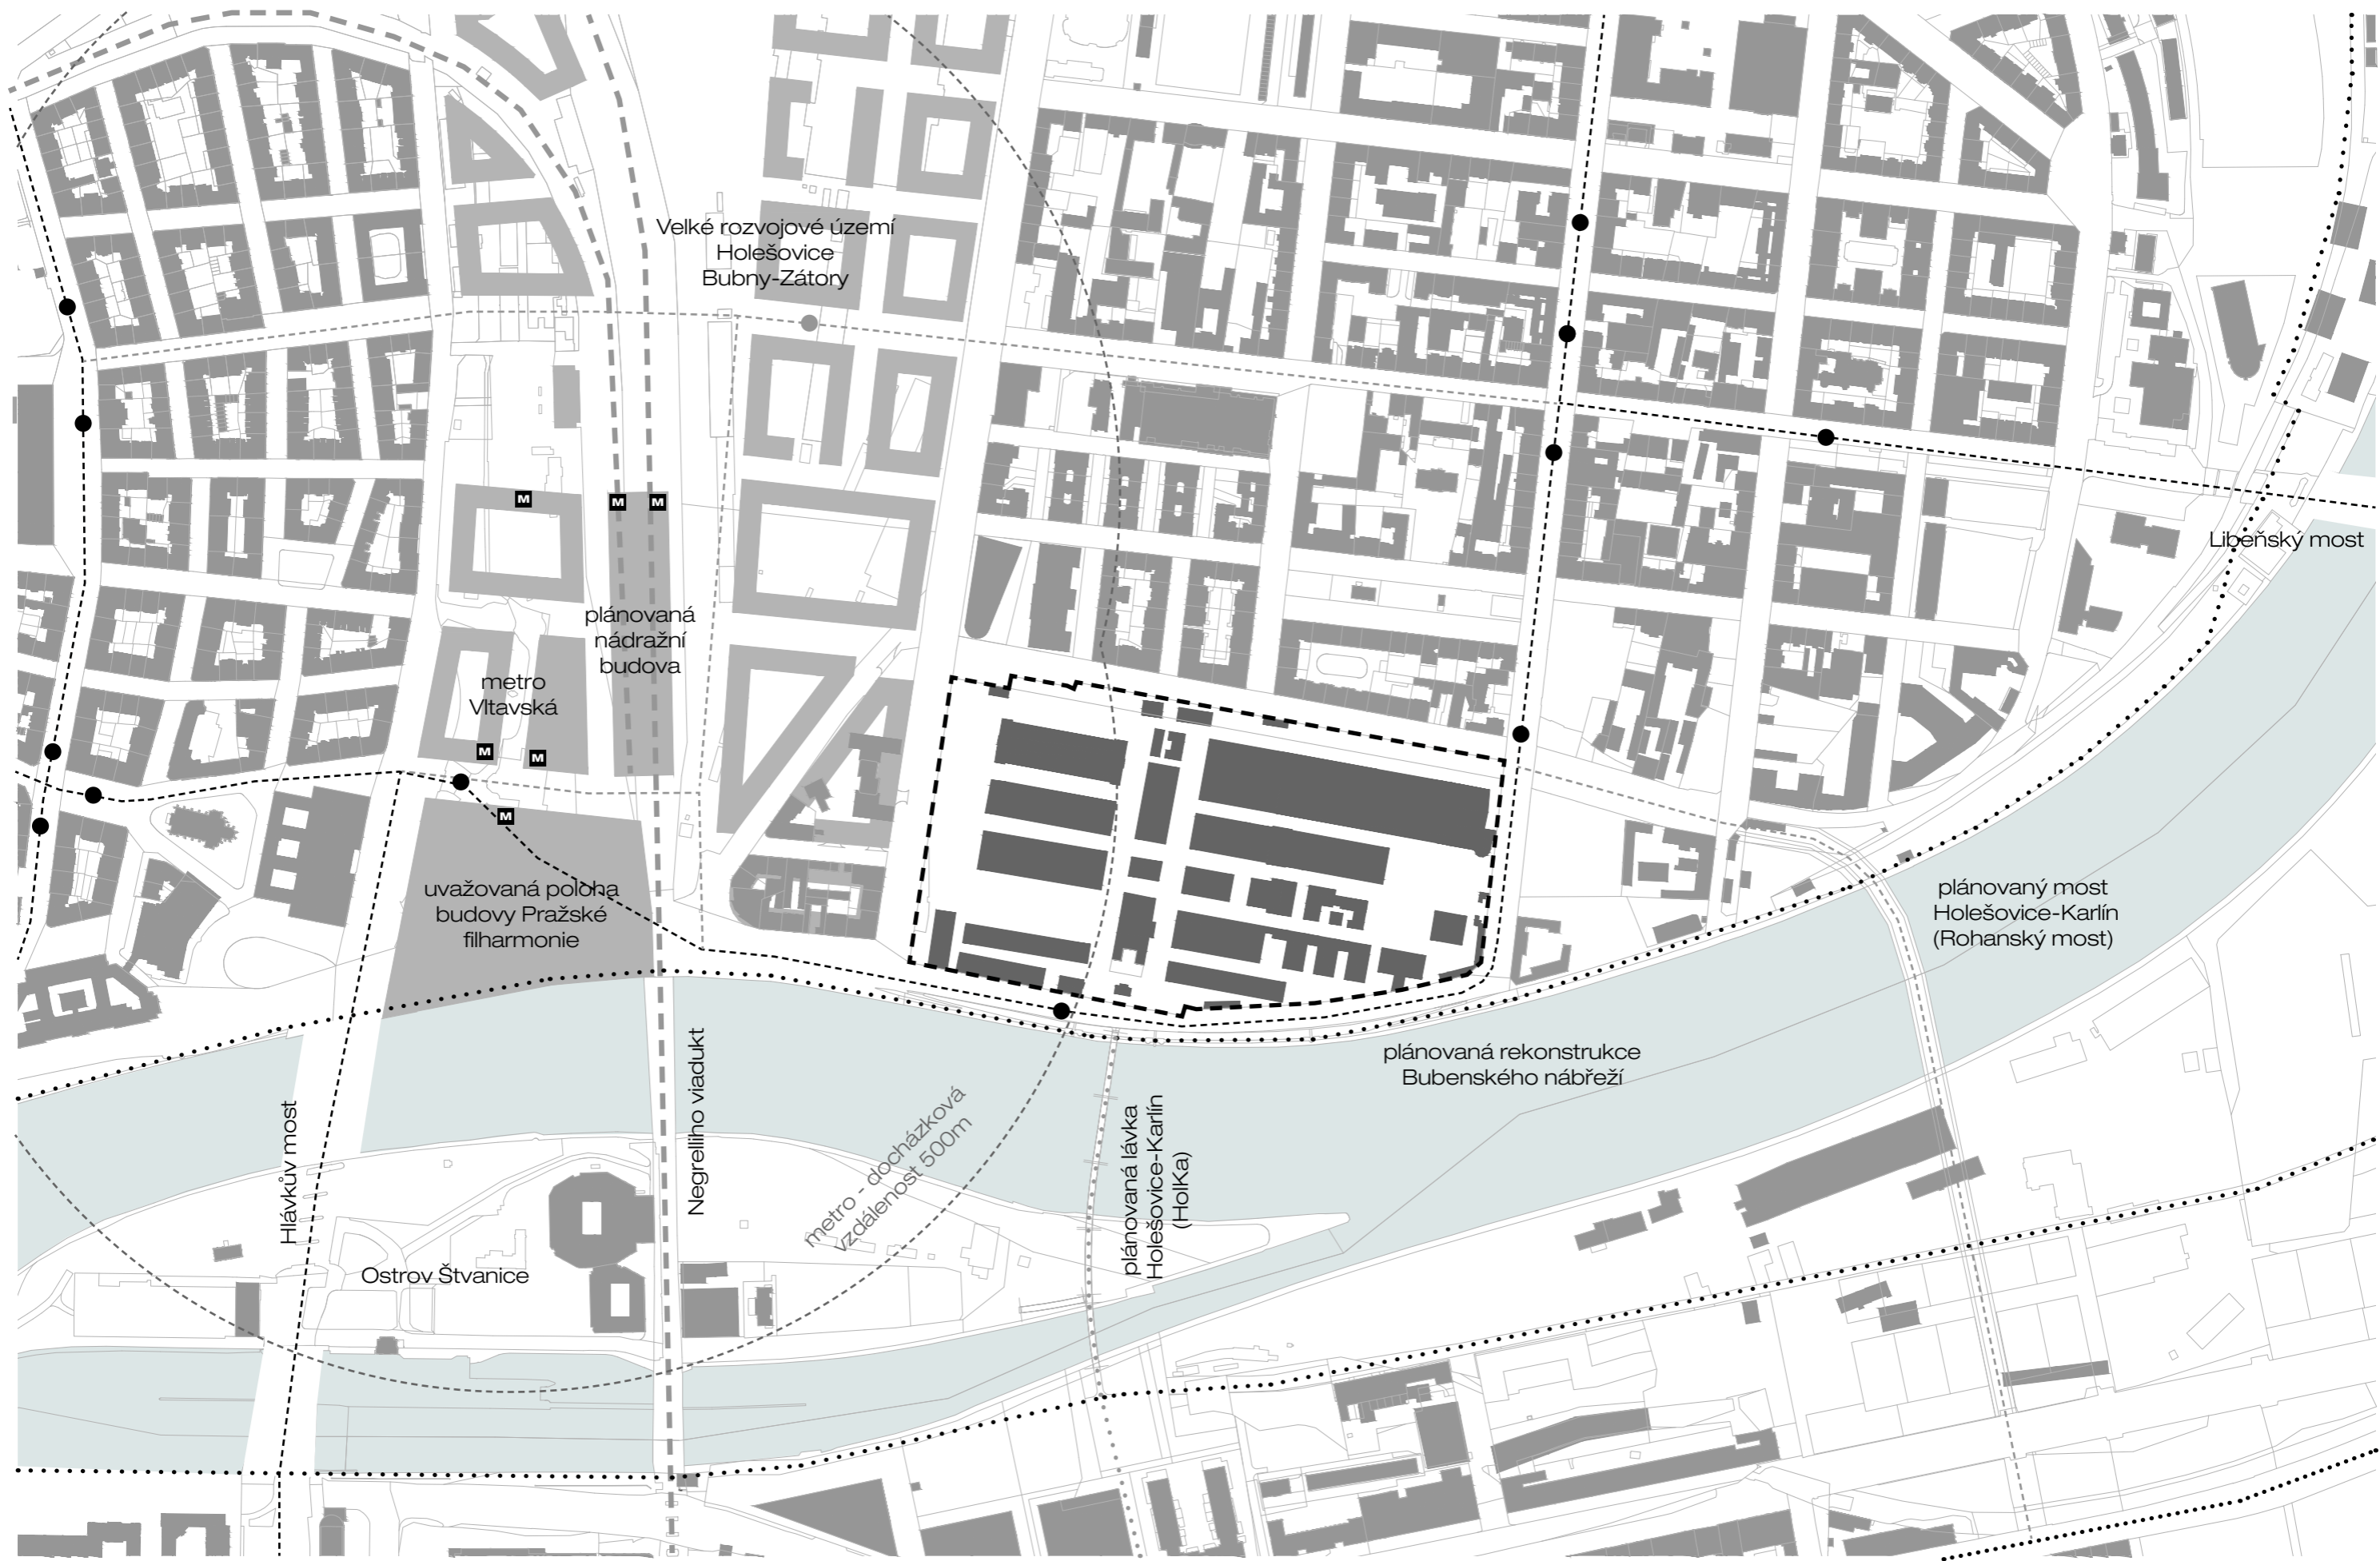 Velké rozvojové území
Holešovice
Bubny-Zátory
M
M
M
Libeňský most
plánovaná
nádražní
budova
metro
Vltavská
M
M
M
uvažovaná poloha
budovy Pražské
filharmonie
plánovaný most
Holešovice-Karlín
(Rohanský most)
plánovaná rekonstrukce
Bubenského nábřeží
Hlávkův most
Negrelliho viadukt
metro - docházková
vzdálenost 500m
plánovaná lávka
Holešovice-Karlín
(HolKa)
Ostrov Štvanice